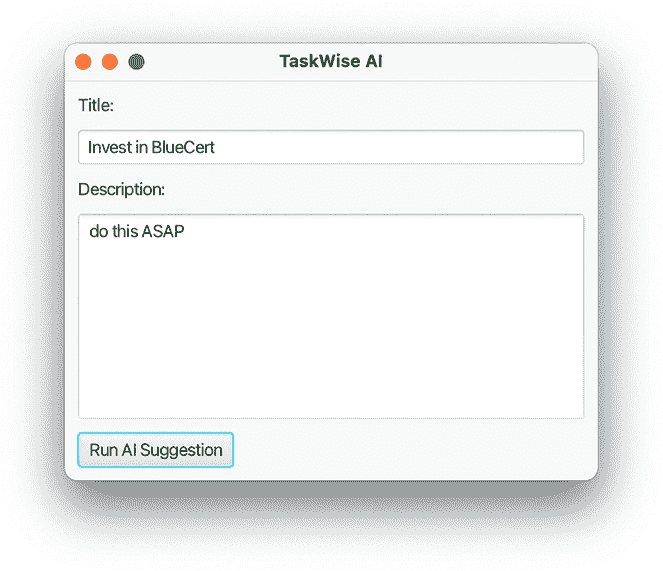 TaskWise AI
Title:
Invest in BlueCert
Description:
do this ASAP
Run AI Suggestion